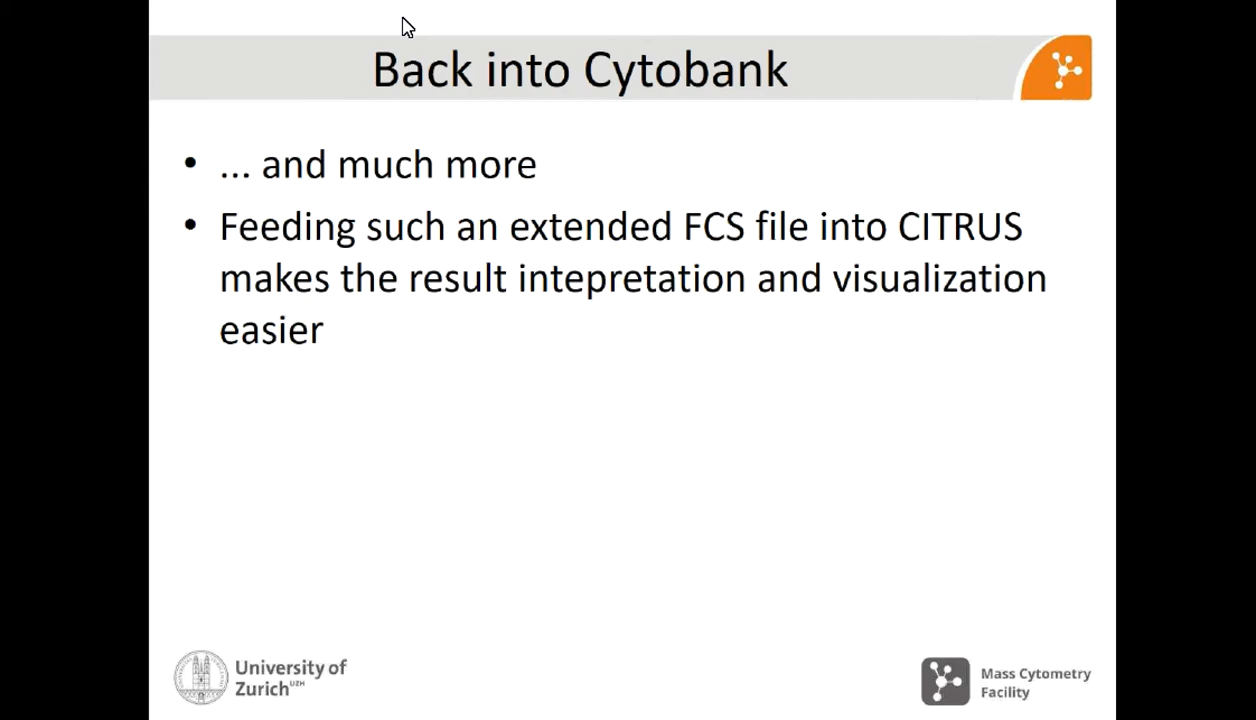 Back into Cytobank
• ... and much more
• Feeding such an extended FCS file into CITRUS
makes the result intepretation and visualization
easier
University of
Zurich UZH
Mass Cytometry
Facility